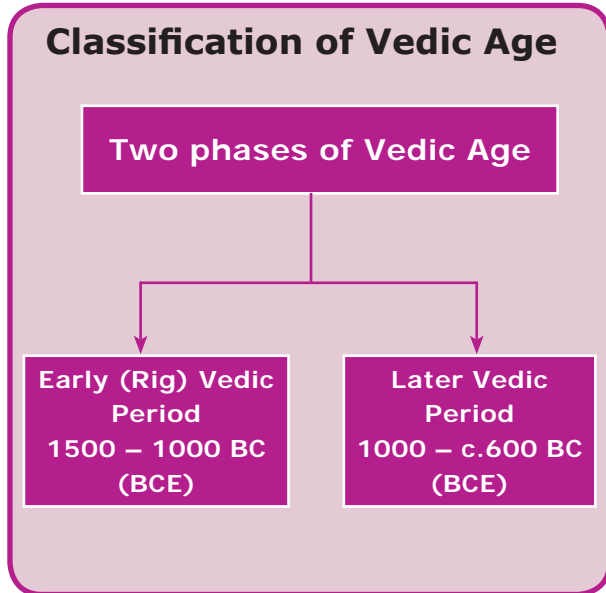 Classification of Vedic Age
Two phases of Vedic Age
Early (Rig) Vedic
Period
1500 – 1000 BC
(BCE)
Later Vedic
Period
1000 – c.600 BC
(BCE)